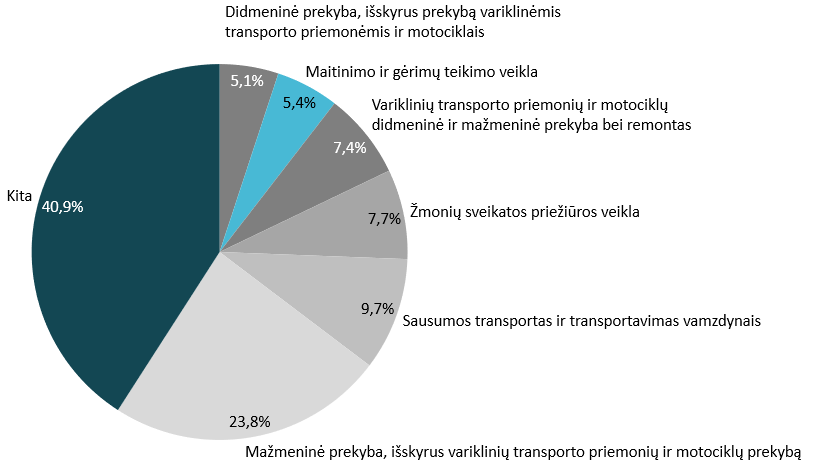 Didmeninė prekyba, išskyrus prekybą variklinėmis
transporto priemonėmis ir motociklais
5,1%
Maitinimo ir gėrimų teikimo veikla
5,4%
Variklinių transporto priemonių ir motociklų
didmeninė ir mažmeninė prekyba bei remontas
7,4%
Žmonių sveikatos priežiūros veikla
7,7%
Sausumos transportas ir transportavimas vamzdynais
9,7%
Mažmeninė prekyba, išskyrus variklinių transporto priemonių ir motociklų prekybą
23,8%
Kita
40,9%